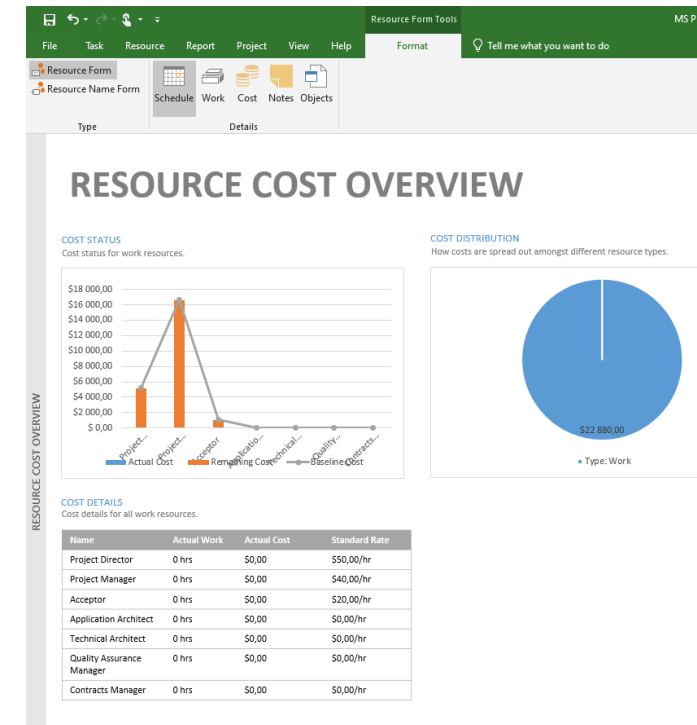 Resource Form Tools
MS P
File Task Resource Report Project View Help Format Tell me what you want to do
Resource Form
Resource Name Form
Schedule Work Cost Notes Objects
Type Details
RESOURCE COST OVERVIEW
RESOURCE COST OVERVIEW
COST STATUS
Cost status for work resources.
$18 000,00
$16 000,00
$14 000,00
$12 000,00
$10 000,00
$8 000,00
$6 000,00
$4 000,00
$2 000,00
$ 0,00
Project...
Project...
Acceptor
Applicatio...
Technical...
Quality...
Contracts...
Actual Cost Remaining Cost Baseline Cost
COST DISTRIBUTION
How costs are spread out amongst different resource types.
$22 880,00
Type: Work
COST DETAILS
Cost details for all work resources.
Name Actual Work Actual Cost Standard Rate
Project Director 0 hrs $0,00 $50,00/hr
Project Manager 0 hrs $0,00 $40,00/hr
Acceptor 0 hrs $0,00 $20,00/hr
Application Architect 0 hrs $0,00 $0,00/hr
Technical Architect 0 hrs $0,00 $0,00/hr
Quality Assurance 0 hrs $0,00 $0,00/hr
Manager
Contracts Manager 0 hrs $0,00 $0,00/hr